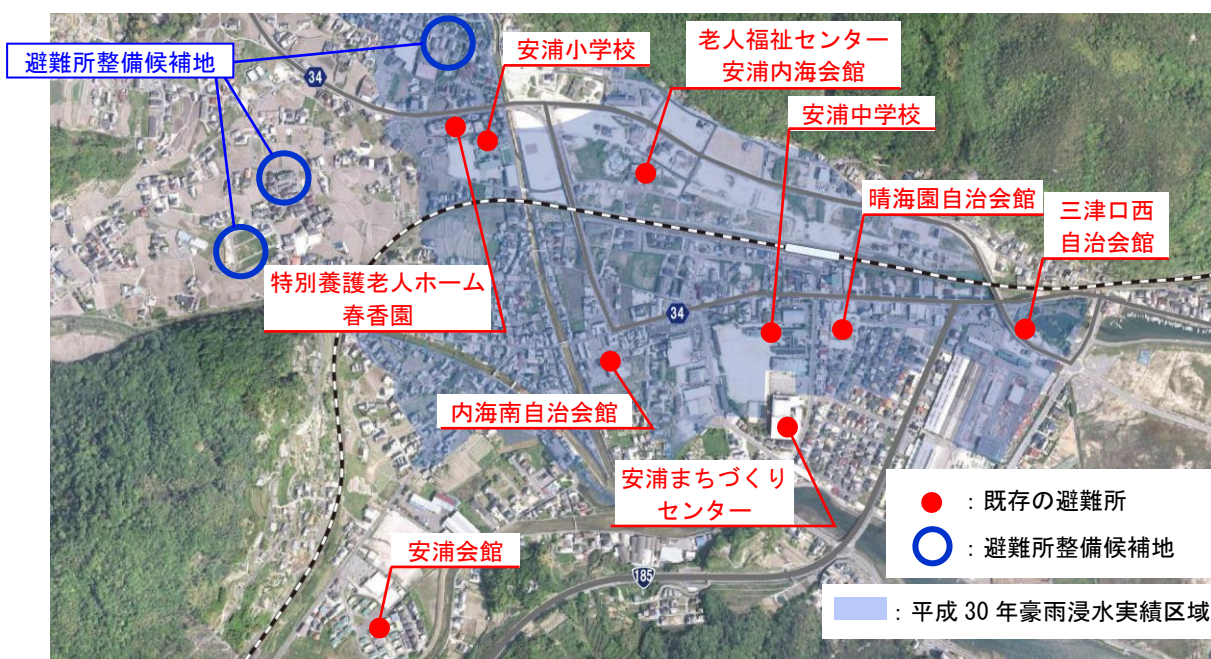 避難所整備候補地
34
安浦小学校
老人福祉センター
安浦内海会館
安浦中学校
晴海園自治会館
三津口西
自治会館
特別養護老人ホーム
春香園
34
内海南自治会館
安浦まちづくり
センター
安浦会館
185
：既存の避難所
：避難所整備候補地
：平成 30 年豪雨浸水実績区域